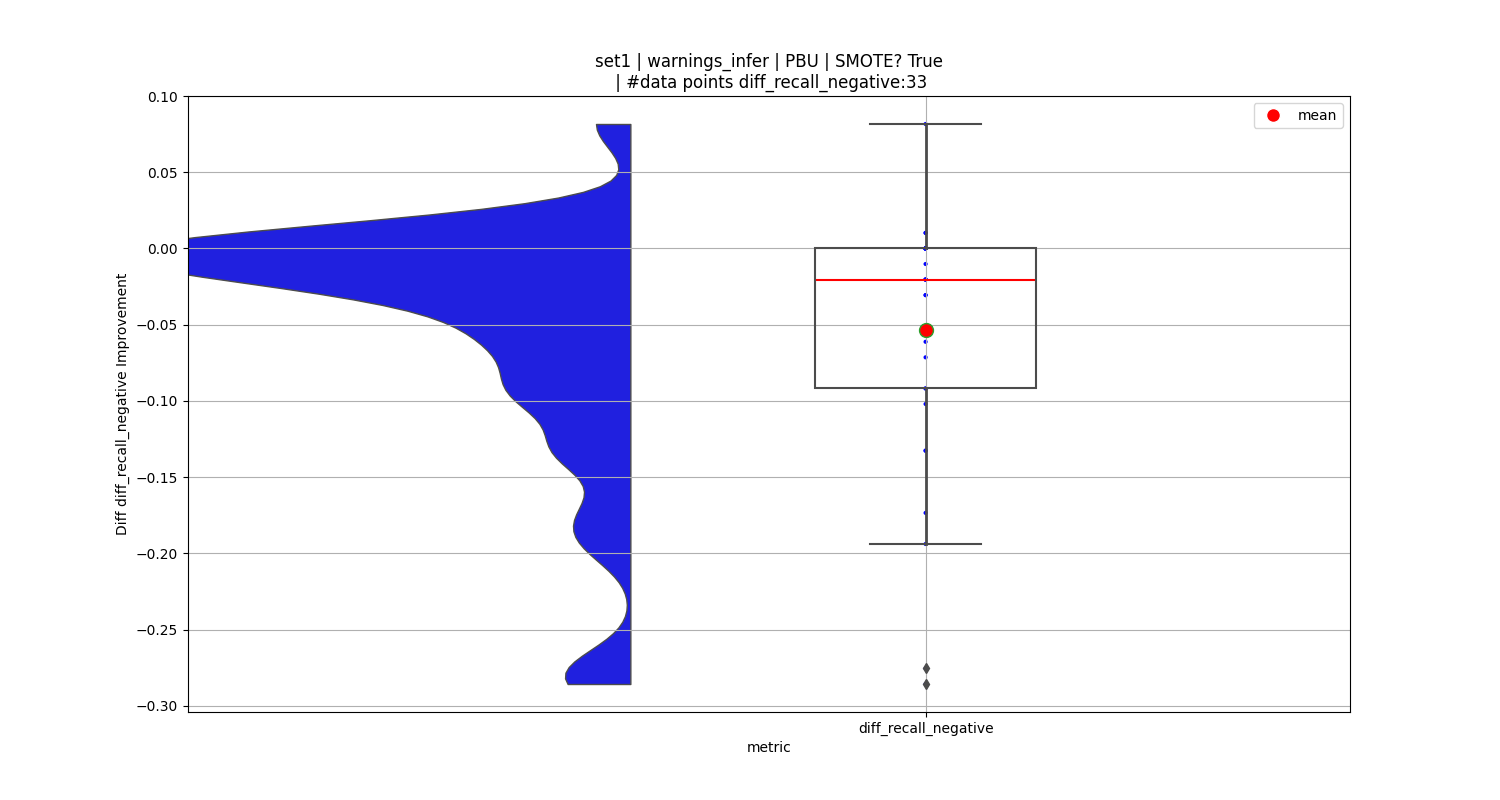 set1 | warnings_infer | PBU | SMOTE? True
| #data points diff_recall_negative:33
mean
0.10
0.05
0.00
−0.05
−0.10
−0.15
−0.20
−0.25
−0.30
Diff diff_recall_negative Improvement
diff_recall_negative
metric